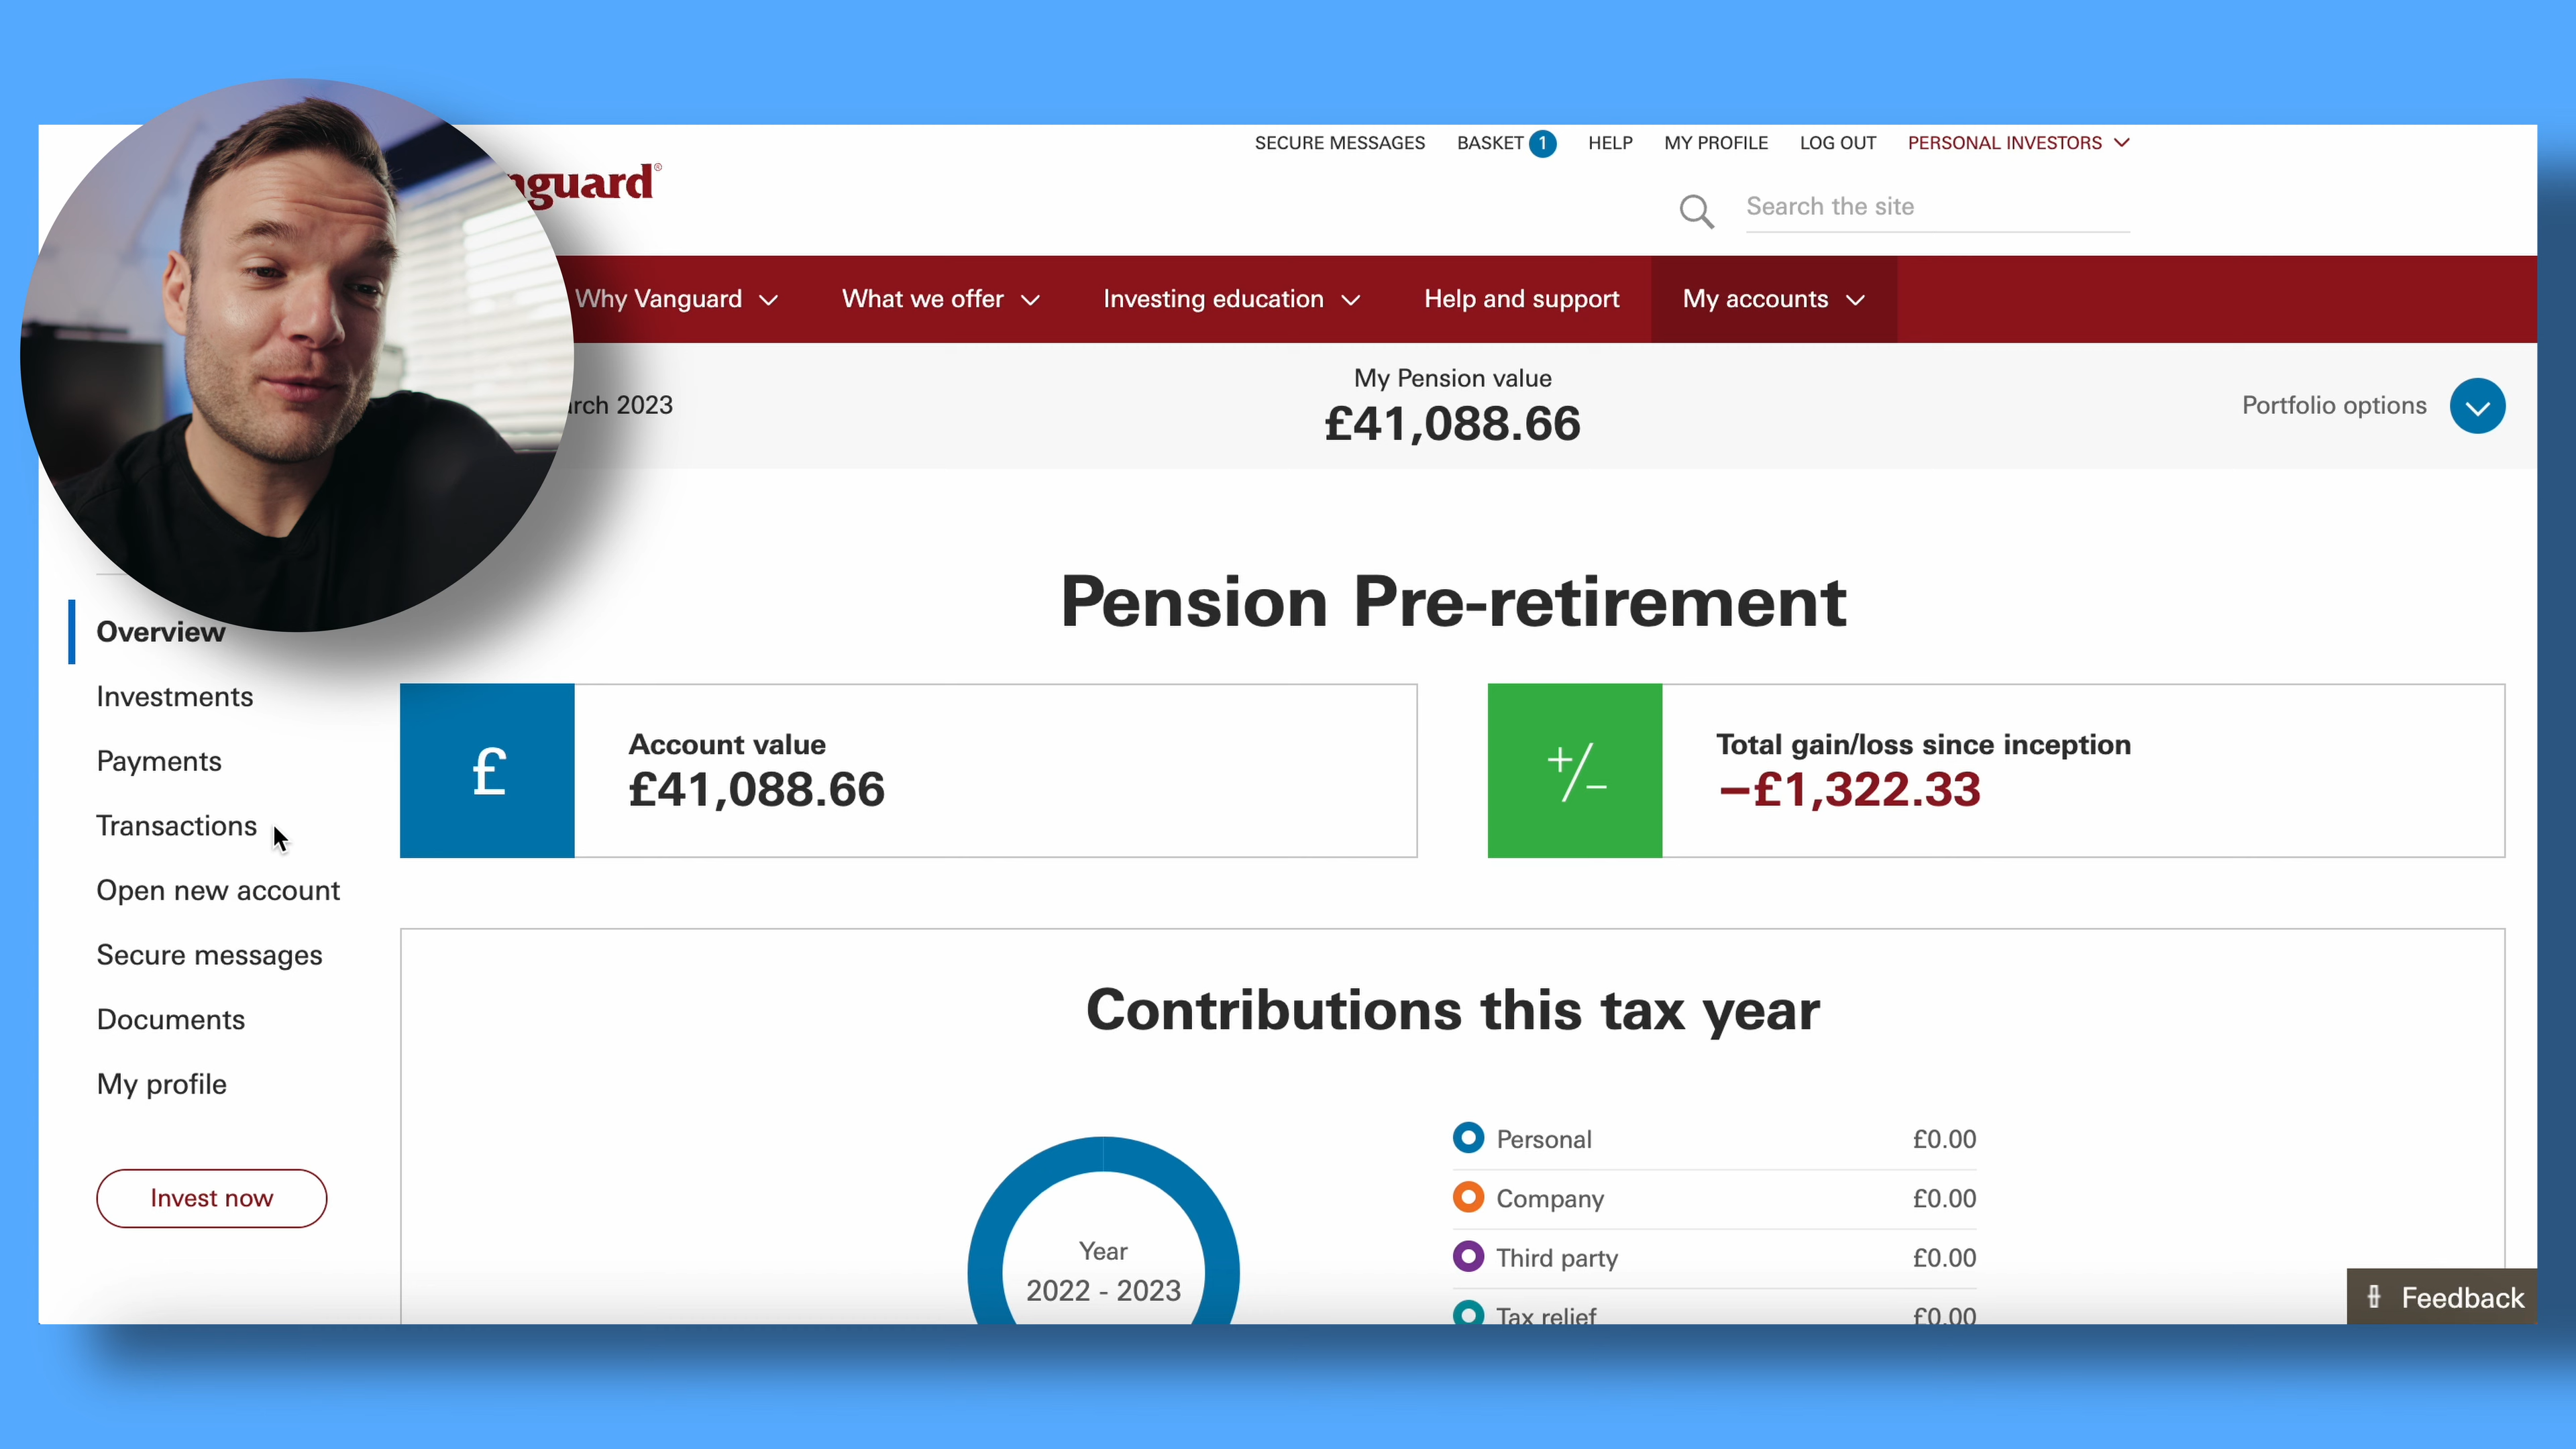 SECURE MESSAGES BASKET 1 HELP MY PROFILE LOG OUT PERSONAL INVESTORS
Search the site
Why Vanguard What we offer Investing education Help and support My accounts
My Pension value
2023 £41,088.66 Portfolio options
Pension Pre-retirement
Overview
Investments
Payments
Transactions
Open new account
Secure messages
Documents
My profile
Invest now
£ Account value
£41,088.66
+/− Total gain/loss since inception
−£1,322.33
Contributions this tax year
Year
2022 - 2023
Personal £0.00
Company £0.00
Third party £0.00
Tax relief £0.00
Feedback